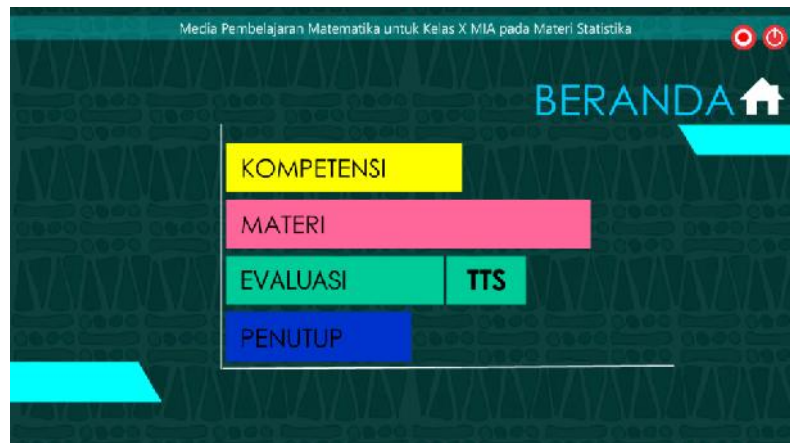 Media Pembelajaran Matematika untuk Kelas X MIA pada Materi Statistika
BERANDA
KOMPETENSI
MATERI
EVALUASI TTS
PENUTUP